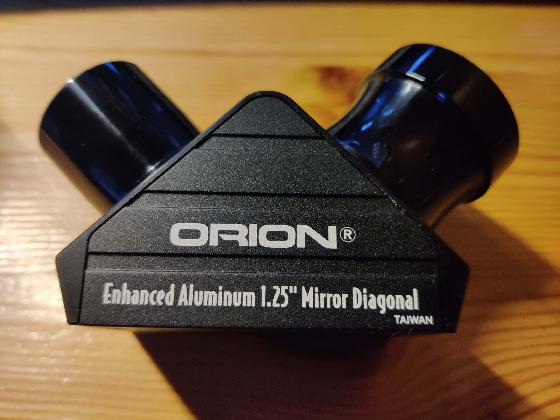 ORION®
Enhanced Aluminum 1.25" Mirror Diagonal
TAIWAN